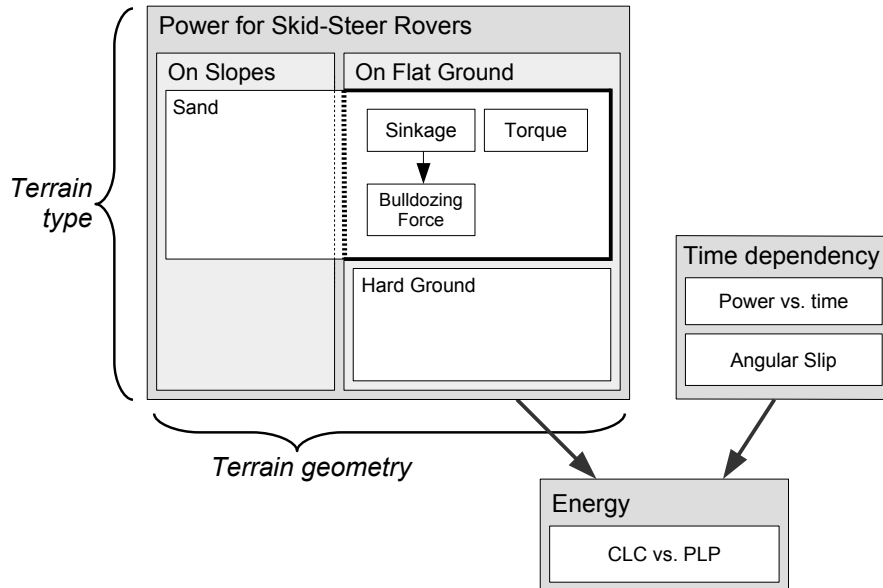 Power for Skid-Steer Rovers
On Slopes
On Flat Ground
Sand
Sinkage
Torque
Bulldozing
Force
Hard Ground
Terrain
type
Terrain geometry
Time dependency
Power vs. time
Angular Slip
Energy
CLC vs. PLP